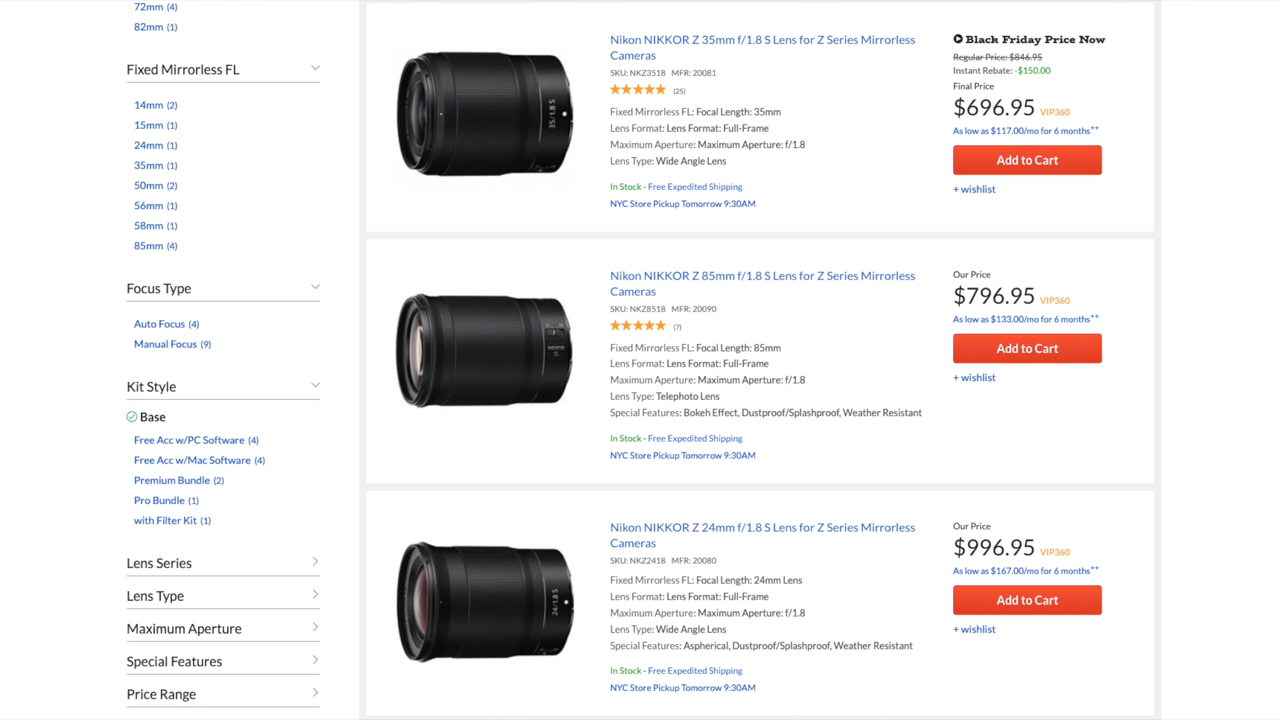 72mm (4)
82mm (1)
Fixed Mirrorless FL
14mm (2)
15mm (1)
24mm (1)
35mm (1)
50mm (2)
56mm (1)
58mm (1)
85mm (4)
Focus Type
Auto Focus (4)
Manual Focus (9)
Kit Style
Base
Free Acc w/PC Software (4)
Free Acc w/Mac Software (4)
Premium Bundle (2)
Pro Bundle (1)
with Filter Kit (1)
Lens Series
Lens Type
Maximum Aperture
Special Features
Price Range
35/1.8 S
Nikon NIKKOR Z 35mm f/1.8 S Lens for Z Series Mirrorless
Cameras
SKU: NKZ3518 MFR: 20081
(25)
Fixed Mirrorless FL: Focal Length: 35mm
Lens Format: Lens Format: Full-Frame
Maximum Aperture: Maximum Aperture: f/1.8
Lens Type: Wide Angle Lens
In Stock - Free Expedited Shipping
NYC Store Pickup Tomorrow 9:30AM
Black Friday Price Now
Regular Price: $846.95
Instant Rebate: -$150.00
Final Price
$696.95 VIP360
As low as $117.00/mo for 6 months**
Add to Cart
+ wishlist
Nikon NIKKOR Z 85mm f/1.8 S Lens for Z Series Mirrorless
Cameras
SKU: NKZ8518 MFR: 20090
(7)
Fixed Mirrorless FL: Focal Length: 85mm
Lens Format: Lens Format: Full-Frame
Maximum Aperture: Maximum Aperture: f/1.8
Lens Type: Telephoto Lens
Special Features: Bokeh Effect, Dustproof/Splashproof, Weather Resistant
In Stock - Free Expedited Shipping
NYC Store Pickup Tomorrow 9:30AM
Our Price
$796.95 VIP360
As low as $133.00/mo for 6 months**
Add to Cart
+ wishlist
24/1.8 S
Nikon NIKKOR Z 24mm f/1.8 S Lens for Z Series Mirrorless
Cameras
SKU: NKZ2418 MFR: 20080
Fixed Mirrorless FL: Focal Length: 24mm Lens
Lens Format: Lens Format: Full-Frame
Maximum Aperture: Maximum Aperture: f/1.8
Lens Type: Wide Angle Lens
Special Features: Aspherical, Dustproof/Splashproof, Weather Resistant
In Stock - Free Expedited Shipping
NYC Store Pickup Tomorrow 9:30AM
Our Price
$996.95 VIP360
As low as $167.00/mo for 6 months**
Add to Cart
+ wishlist